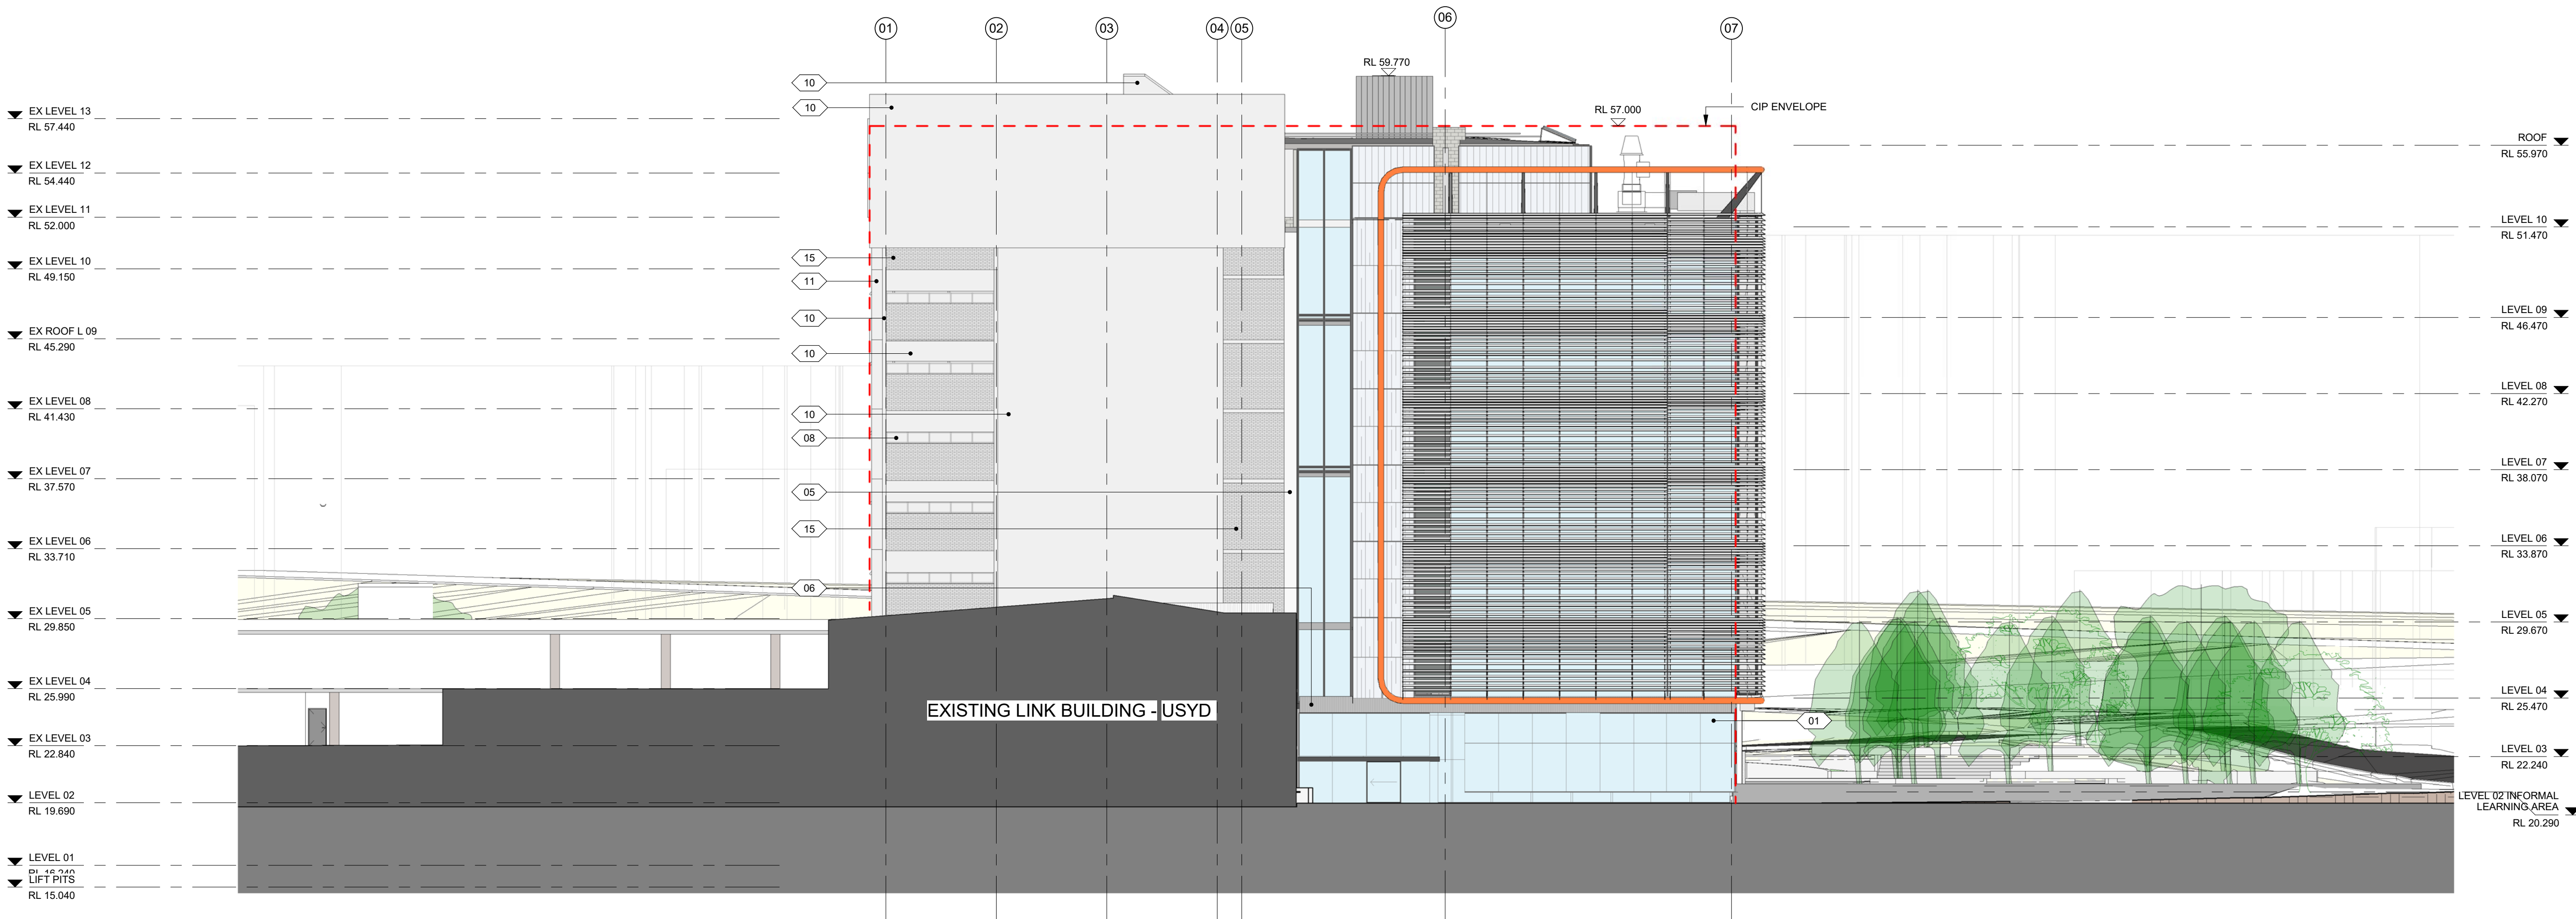 01
02
03
04
05
06
07
RL 59.770
RL 57.000
CIP ENVELOPE
10
10
15
11
10
10
10
08
05
15
06
01
EX LEVEL 13
RL 57.440
EX LEVEL 12
RL 54.440
EX LEVEL 11
RL 52.000
EX LEVEL 10
RL 49.150
EX ROOF L 09
RL 45.290
EX LEVEL 08
RL 41.430
EX LEVEL 07
RL 37.570
EX LEVEL 06
RL 33.710
EX LEVEL 05
RL 29.850
EX LEVEL 04
RL 25.990
EX LEVEL 03
RL 22.840
LEVEL 02
RL 19.690
LEVEL 01
RL 16.240
LIFT PITS
RL 15.040
EXISTING LINK BUILDING - USYD
ROOF
RL 55.970
LEVEL 10
RL 51.470
LEVEL 09
RL 46.470
LEVEL 08
RL 42.270
LEVEL 07
RL 38.070
LEVEL 06
RL 33.870
LEVEL 05
RL 29.670
LEVEL 04
RL 25.470
LEVEL 03
RL 22.240
LEVEL 02 INFORMAL
LEARNING AREA
RL 20.290